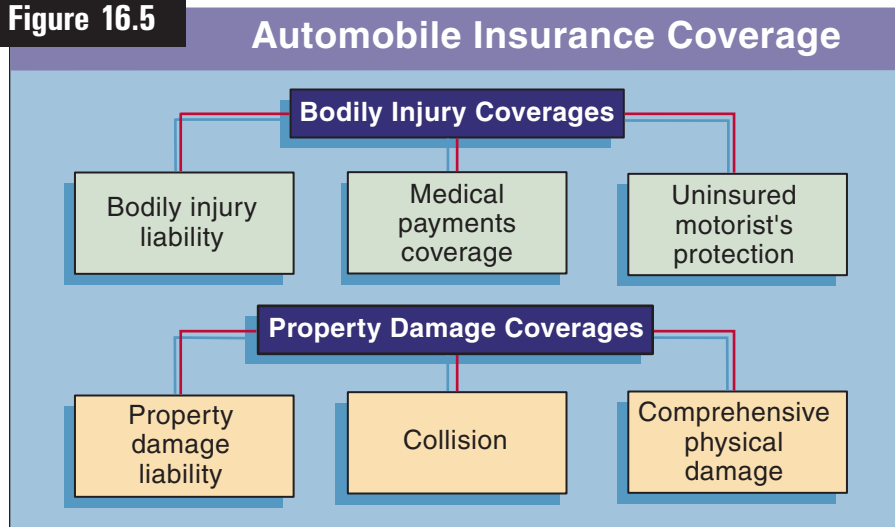 Figure 16.5
Automobile Insurance Coverage
Bodily Injury Coverages
Bodily injury
liability
Medical
payments
coverage
Uninsured
motorist's
protection
Property Damage Coverages
Property
damage
liability
Collision
Comprehensive
physical
damage